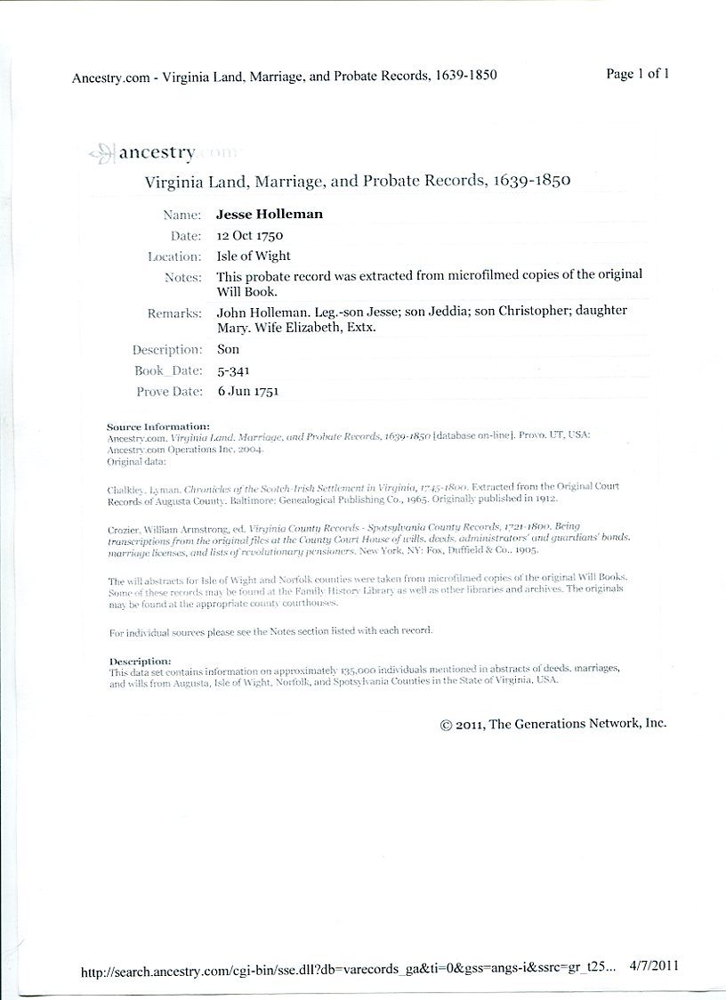 Ancestry.com - Virginia Land, Marriage, and Probate Records, 1639-1850 Page 1 of 1
ancestry.com
Virginia Land, Marriage, and Probate Records, 1639-1850
Name: Jesse Holleman
Date: 12 Oct 1750
Location: Isle of Wight
Notes: This probate record was extracted from microfilmed copies of the original
Will Book.
Remarks: John Holleman. Leg.-son Jesse; son Jeddia; son Christopher; daughter
Mary. Wife Elizabeth, Extx.
Description: Son
Book_Date: 5-341
Prove Date: 6 Jun 1751
Source Information:
Ancestry.com. Virginia Land, Marriage, and Probate Records, 1639-1850 [database on-line]. Provo, UT, USA:
Ancestry.com Operations Inc, 2004.
Original data:
Chalkley, Lyman. Chronicles of the Scotch-Irish Settlement in Virginia, 1745-1800. Extracted from the Original Court
Records of Augusta County. Baltimore: Genealogical Publishing Co., 1965. Originally published in 1912.
Crozier, William Armstrong, ed. Virginia County Records - Spotsylvania County Records, 1721-1800. Being
transcriptions from the original files at the County Court House of wills, deeds, administrators' and guardians' bonds,
marriage licenses, and lists of revolutionary pensioners. New York, NY: Fox, Duffield & Co., 1905.
The will abstracts for Isle of Wight and Norfolk counties were taken from microfilmed copies of the original Will Books.
Some of these records may be found at the Family History Library as well as other libraries and archives. The originals
may be found at the appropriate county courthouses.
For individual sources please see the Notes section listed with each record.
Description:
This data set contains information on approximately 135,000 individuals mentioned in abstracts of deeds, marriages,
and wills from Augusta, Isle of Wight, Norfolk, and Spotsylvania Counties in the State of Virginia, USA.
© 2011, The Generations Network, Inc.
http://search.ancestry.com/cgi-bin/sse.dll?db=varecords_ga&ti=0&gss=angs-i&ssrc=gr_t25... 4/7/2011